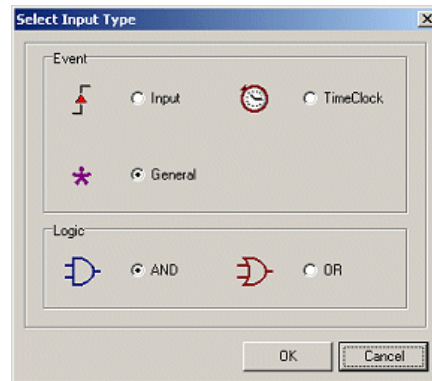 Select Input Type
Event
Input
TimeClock
General
Logic
AND
OR
OK
Cancel